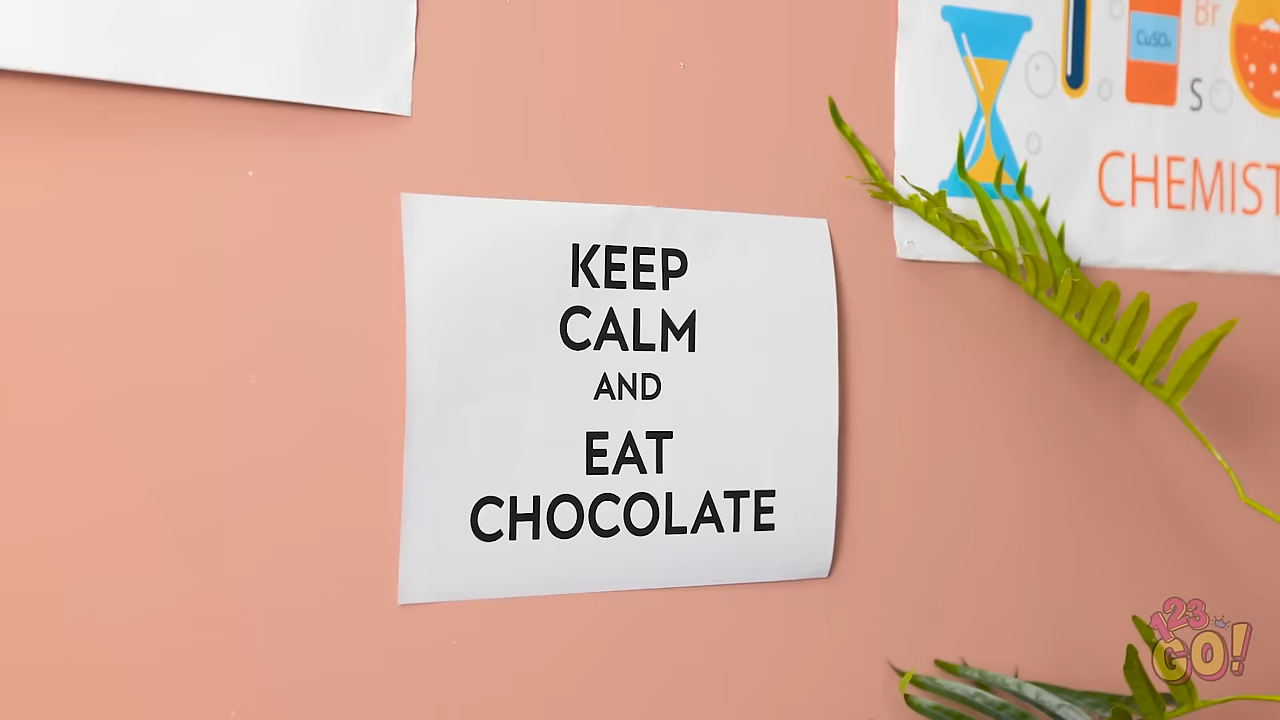 KEEP
CALM
AND
EAT
CHOCOLATE
Br
CuSO₄
S
CHEMIST
123
GO!